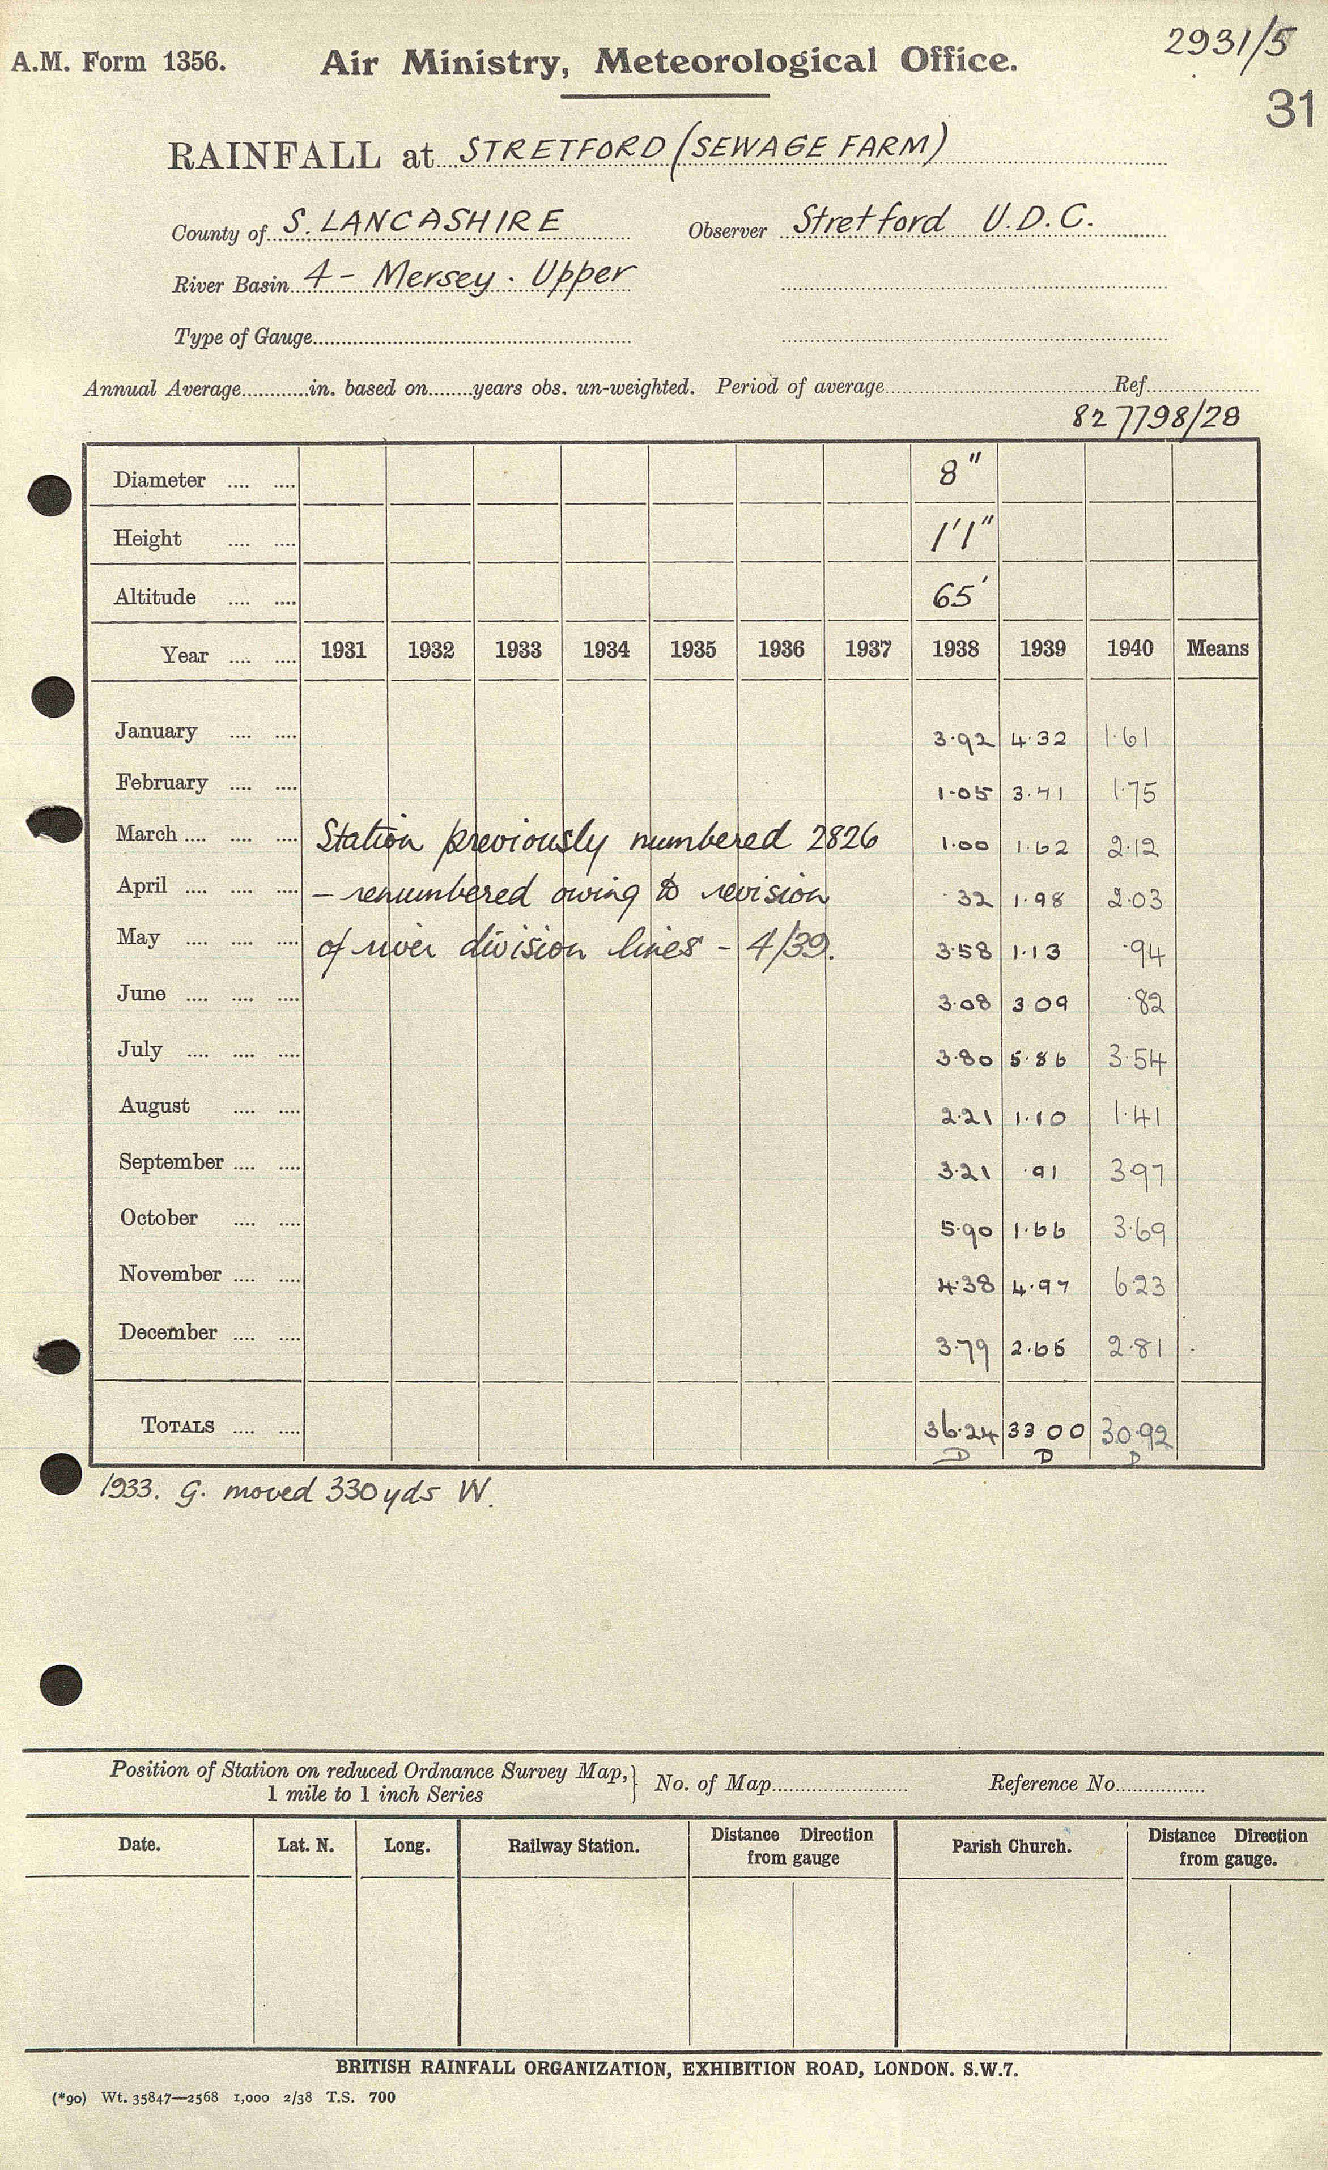 2931/5
A.M. Form 1356. Air Ministry, Meteorological Office.
31
RAINFALL at STRETFORD (SEWAGE FARM)
County of S. LANCASHIRE Observer Stretford U.D.C.
River Basin 4 - Mersey. Upper
Type of Gauge
Annual Average............in. based on........years obs. un-weighted. Period of average Ref.
82 7798/28
Diameter .... .... 8"
Height .... .... 1'1"
Altitude .... .... 65'
Year .... .... 1931 1932 1933 1934 1935 1936 1937 1938 1939 1940 Means
January .... .... 3.92 4.32 1.61
February .... .... 1.05 3.71 1.75
March .... .... .... Station previously numbered 2826 1.00 1.62 2.12
April .... .... .... – renumbered owing to revision .32 1.98 2.03
May .... .... .... of river division lines - 4/39. 3.58 1.13 .94
June .... .... .... 3.08 3 09 .82
July .... .... .... 3.80 5.86 3.54
August .... .... 2.21 1.10 1.41
September .... .... 3.21 .91 3.97
October .... .... 5.90 1.66 3.69
November .... .... 4.38 4.97 6.23
December .... .... 3.79 2.65 2.81
TOTALS .... .... 36.24 33 00 30.92
D D D
1933. G. moved 330 yds W.
Position of Station on reduced Ordnance Survey Map, 1 mile to 1 inch Series } No. of Map Reference No.
Date. Lat. N. Long. Railway Station. Distance Direction from gauge Parish Church. Distance Direction from gauge.
BRITISH RAINFALL ORGANIZATION, EXHIBITION ROAD, LONDON. S.W.7.
(*90) Wt. 35847—2568 1,000 2/38 T.S. 700